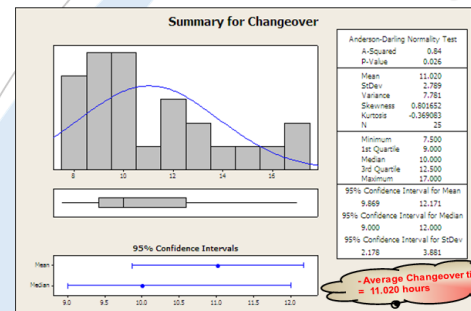 Summary for Changeover
Anderson-Darling Normality Test
A-Squared 0.84
P-Value 0.026
Mean 11.020
StDev 2.789
Variance 7.781
Skewness 0.801652
Kurtosis -0.369083
N 25
Minimum 7.500
1st Quartile 9.000
Median 10.000
3rd Quartile 12.500
Maximum 17.000
95% Confidence Interval for Mean
9.869 12.171
95% Confidence Interval for Median
9.000 12.000
95% Confidence Interval for StDev
2.178 3.881
8 10 12 14 16
95% Confidence Intervals
Mean
Median
9.0 9.5 10.0 10.5 11.0 11.5 12.0
- Average Changeover ti
= 11.020 hours